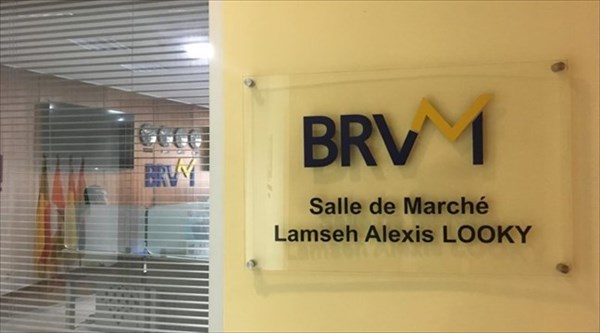 BRVM
BRVM
Salle de Marché
Lamseh Alexis LOOKY